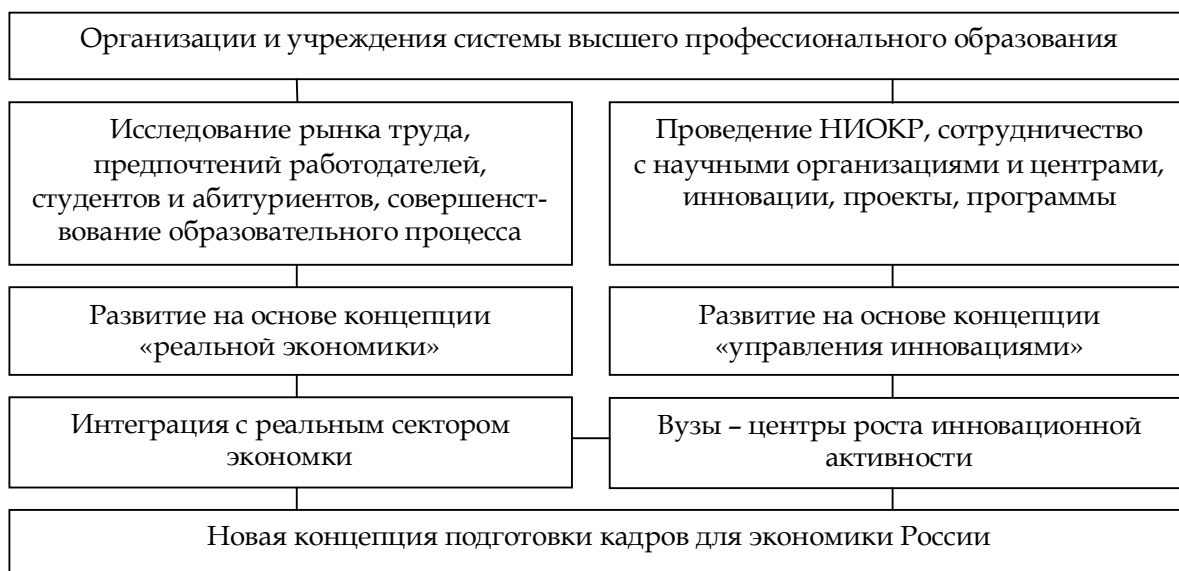 Организации и учреждения системы высшего профессионального образования
Исследование рынка труда,
предпочтений работодателей,
студентов и абитуриентов, совершенст-
вование образовательного процесса
Проведение НИОКР, сотрудничество
с научными организациями и центрами,
инновации, проекты, программы
Развитие на основе концепции
«реальной экономики»
Развитие на основе концепции
«управления инновациями»
Интеграция с реальным сектором
экономки
Вузы – центры роста инновационной
активности
Новая концепция подготовки кадров для экономики России